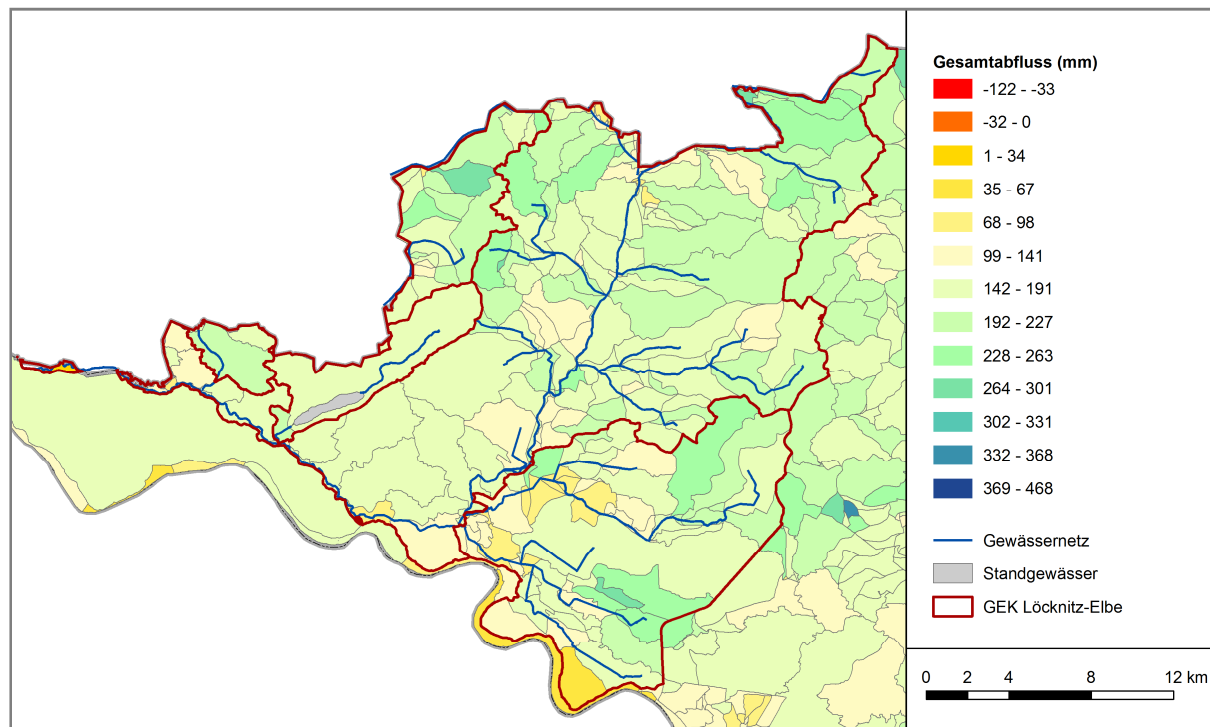 Gesamtabfluss (mm)
-122 - -33
-32 - 0
1 - 34
35 - 67
68 - 98
99 - 141
142 - 191
192 - 227
228 - 263
264 - 301
302 - 331
332 - 368
369 - 468
Gewässernetz
Standgewässer
GEK Löcknitz-Elbe
0 2 4 8 12 km